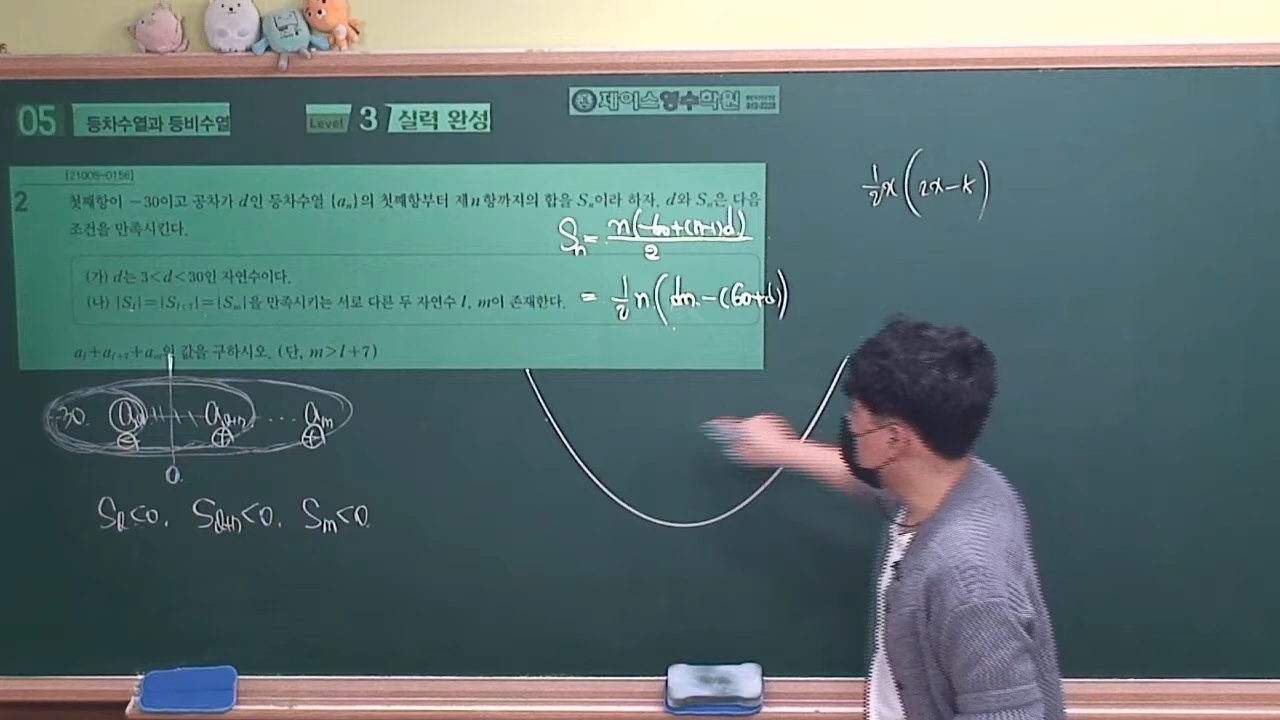 05 등차수열과 등비수열 Level 3 실력 완성 제이스영수학원
[21008-0156]
2 첫째항이 -30이고 공차가 d인 등차수열 {aₙ}의 첫째항부터 제n항까지의 합을 Sₙ이라 하자. d와 Sₙ은 다음
조건을 만족시킨다.
(가) d는 3<d<30인 자연수이다.
(나) |Sₗ|=|Sₗ₊₇|=|Sₘ|을 만족시키는 서로 다른 두 자연수 l, m이 존재한다.
aₗ+aₗ₊₇+aₘ의 값을 구하시오. (단, m>l+7)
Sₙ = n(-60+(n-1)d) / 2
= 1/2 n(dn-(60+d))
1/2 x(2x-k)
-30. aₗ aₗ₊₇ ... aₘ
⊖ ⊕ ⊕
0.
Sₗ<0. Sₗ₊₇<0. Sₘ<0.